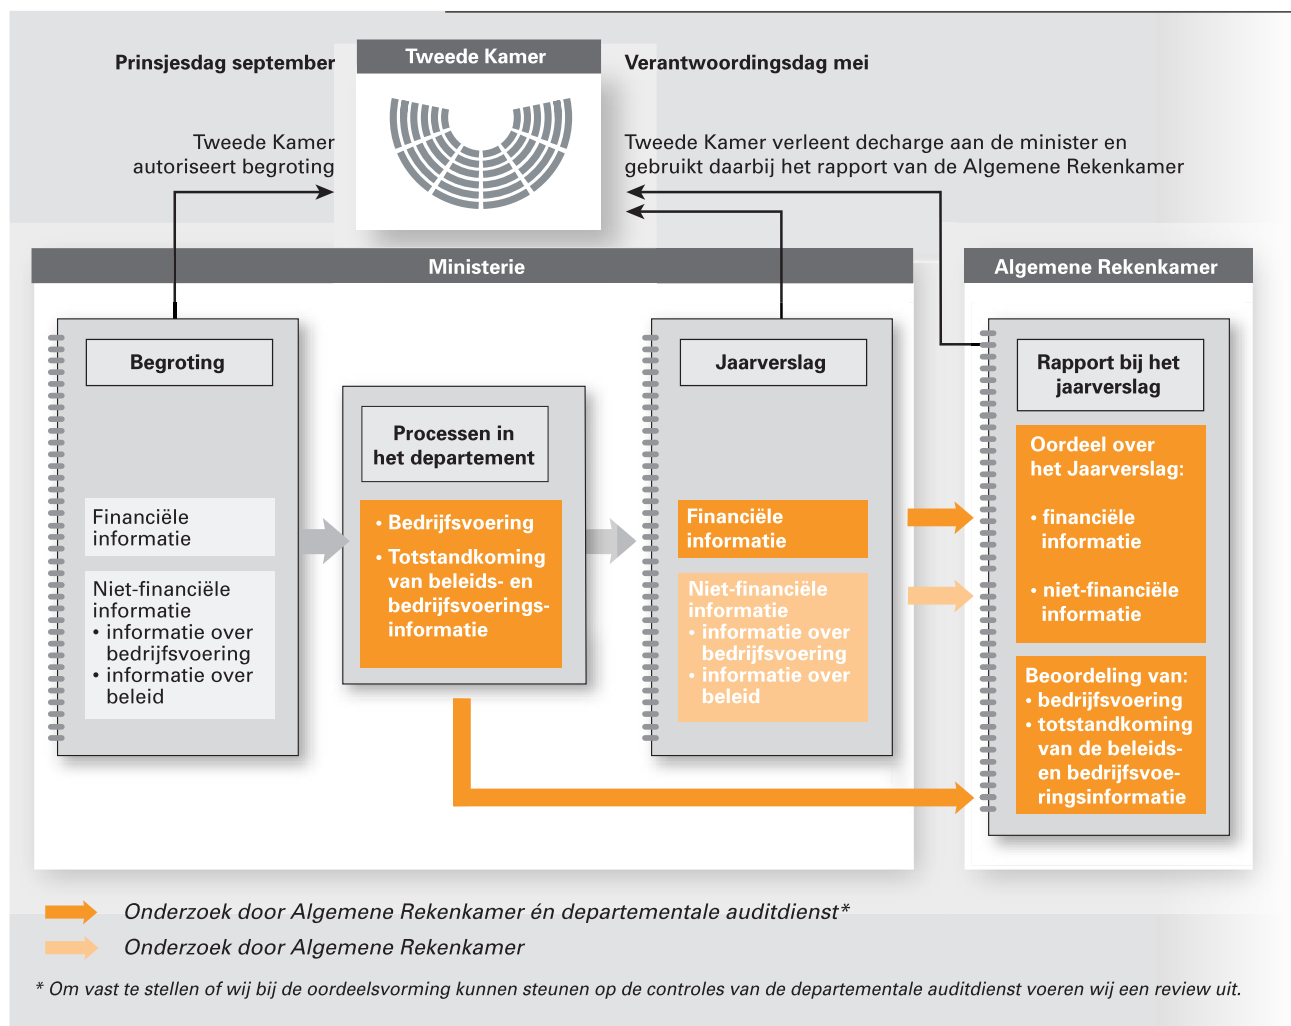 Prinsjesdag september
Tweede Kamer
Verantwoordingsdag mei
Tweede Kamer
autoriseert begroting
Tweede Kamer verleent decharge aan de minister en
gebruikt daarbij het rapport van de Algemene Rekenkamer
Ministerie
Algemene Rekenkamer
Begroting
Financiële
informatie
Niet-financiële
informatie
• informatie over
bedrijfsvoering
• informatie over
beleid
Processen in
het departement
• Bedrijfsvoering
• Totstandkoming
van beleids- en
bedrijfsvoerings-
informatie
Jaarverslag
Financiële
informatie
Niet-financiële
informatie
• informatie over
bedrijfsvoering
• informatie over
beleid
Rapport bij het
jaarverslag
Oordeel over
het Jaarverslag:
• financiële
informatie
• niet-financiële
informatie
Beoordeling van:
• bedrijfsvoering
• totstandkoming
van de beleids-
en bedrijfsvoe-
ringsinformatie
Onderzoek door Algemene Rekenkamer én departementale auditdienst*
Onderzoek door Algemene Rekenkamer
* Om vast te stellen of wij bij de oordeelsvorming kunnen steunen op de controles van de departementale auditdienst voeren wij een review uit.